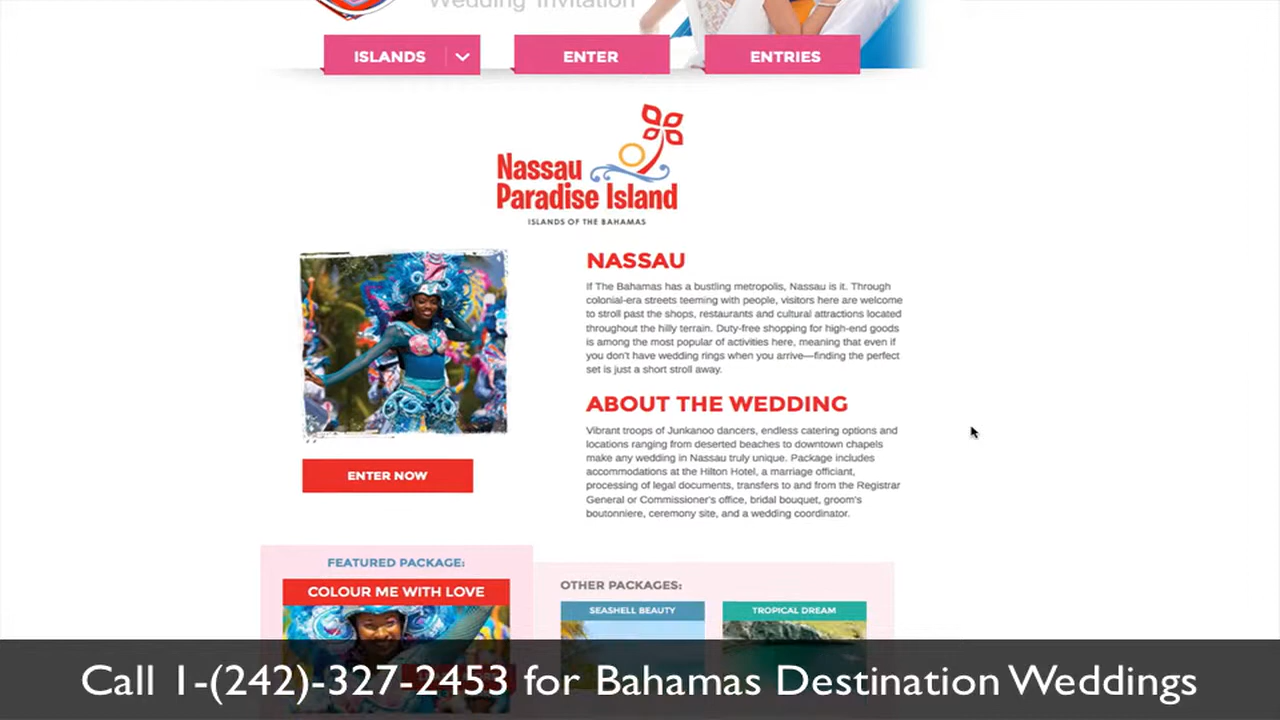 Wedding Invitation
ISLANDS
ENTER
ENTRIES
Nassau
Paradise Island
ISLANDS OF THE BAHAMAS
NASSAU
If The Bahamas has a bustling metropolis, Nassau is it. Through
colonial-era streets teeming with people, visitors here are welcome
to stroll past the shops, restaurants and cultural attractions located
throughout the hilly terrain. Duty-free shopping for high-end goods
is among the most popular of activities here, meaning that even if
you don't have wedding rings when you arrive—finding the perfect
set is just a short stroll away.
ABOUT THE WEDDING
Vibrant troops of Junkanoo dancers, endless catering options and
locations ranging from deserted beaches to downtown chapels
make any wedding in Nassau truly unique. Package includes
accommodations at the Hilton Hotel, a marriage officiant,
processing of legal documents, transfers to and from the Registrar
General or Commissioner's office, bridal bouquet, groom's
boutonniere, ceremony site, and a wedding coordinator.
ENTER NOW
FEATURED PACKAGE:
COLOUR ME WITH LOVE
OTHER PACKAGES:
SEASHELL BEAUTY
TROPICAL DREAM
Call 1-(242)-327-2453 for Bahamas Destination Weddings